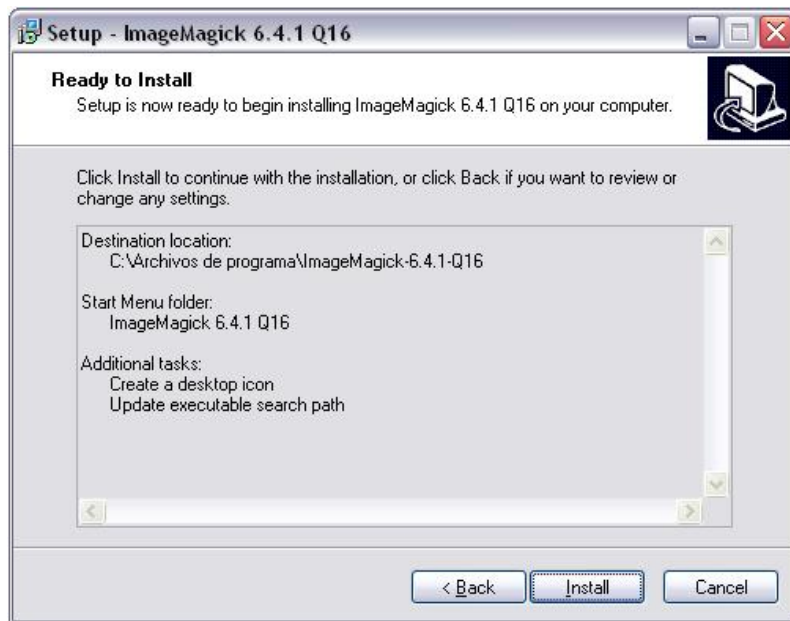 Setup - ImageMagick 6.4.1 Q16
Ready to Install
Setup is now ready to begin installing ImageMagick 6.4.1 Q16 on your computer.
Click Install to continue with the installation, or click Back if you want to review or
change any settings.
Destination location:
C:\Archivos de programa\ImageMagick-6.4.1-Q16
Start Menu folder:
ImageMagick 6.4.1 Q16
Additional tasks:
Create a desktop icon
Update executable search path
< Back
Install
Cancel